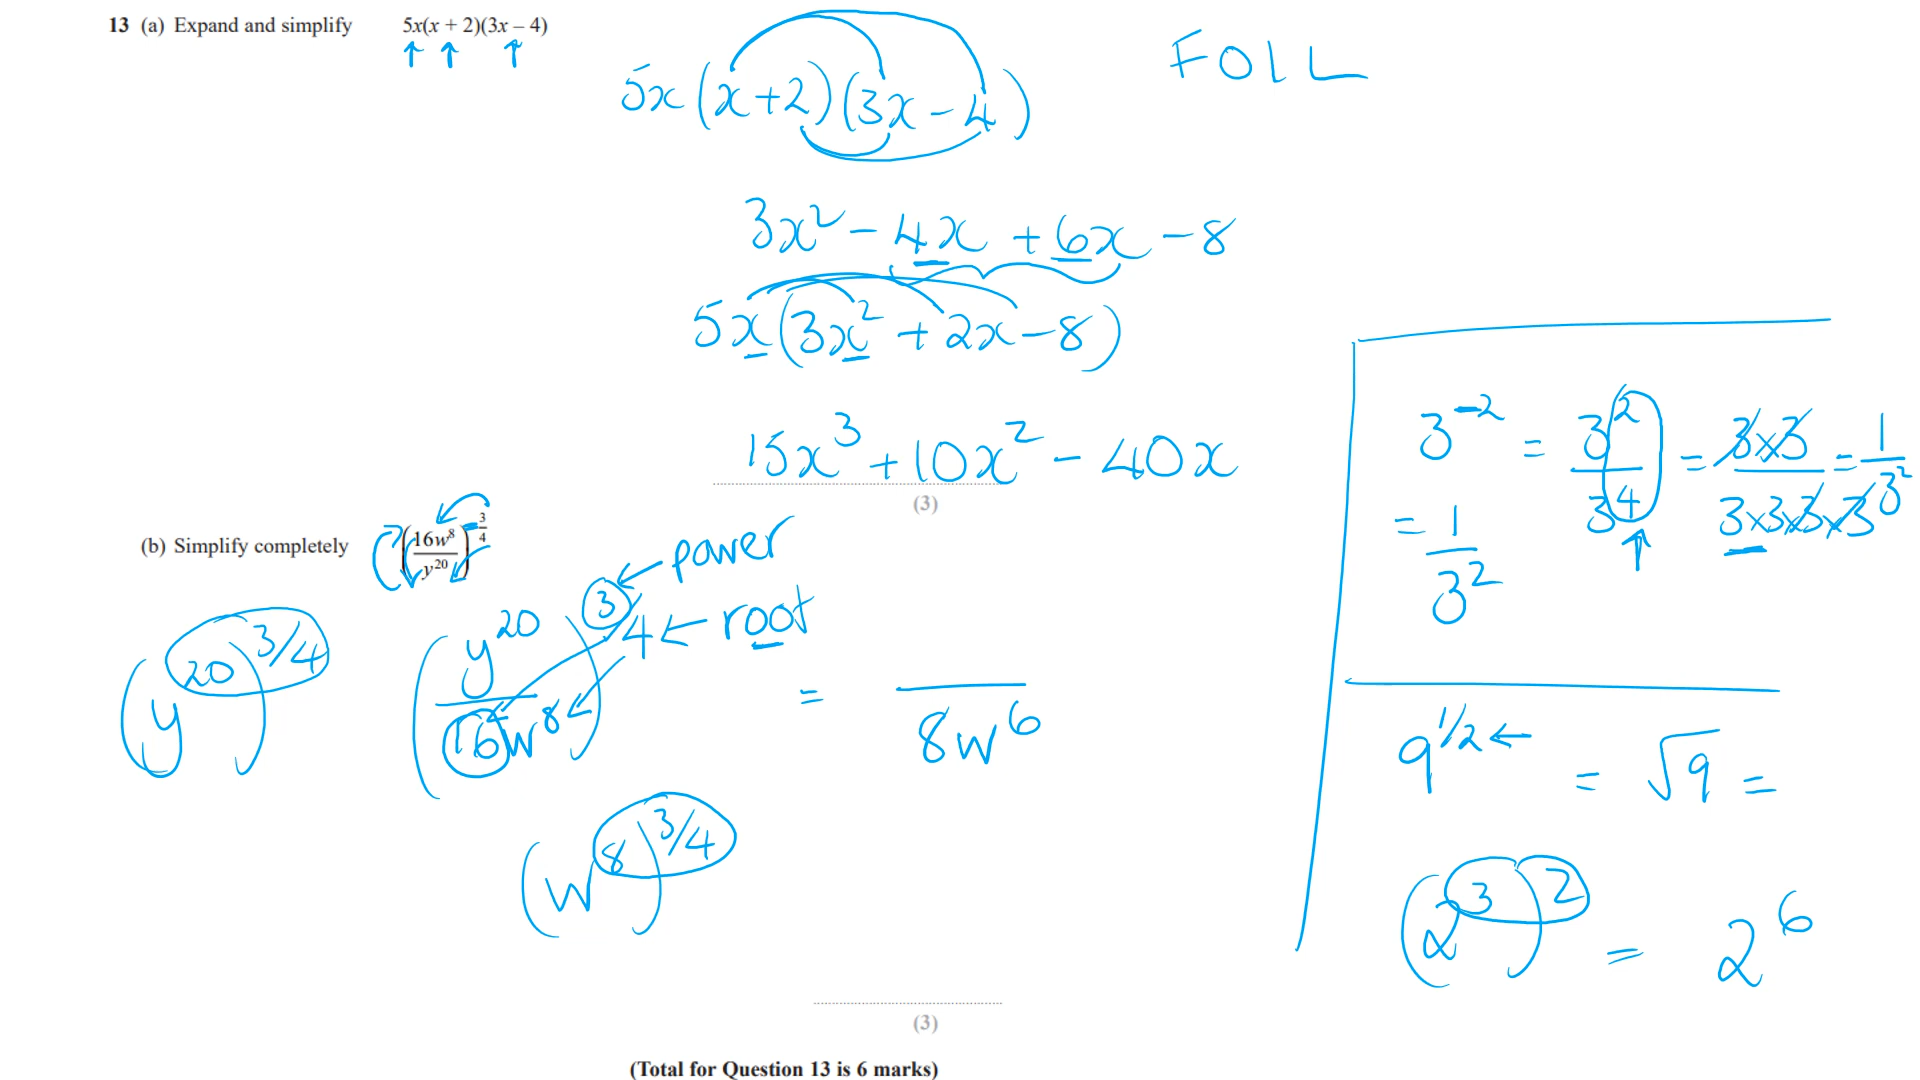 13 (a) Expand and simplify 5x(x + 2)(3x – 4)
FOIL
5x(x+2)(3x-4)
3x² - 4x + 6x - 8
5x(3x² + 2x - 8)
15x³ + 10x² - 40x
(3)
(b) Simplify completely (16w⁸/y²⁰)^(-3/4)
(y²⁰/16w⁸)^(3/4)
power
root
= /8w⁶
(y²⁰)^(3/4)
(w⁸)^(3/4)
3⁻² = 3²/3⁴ = 3×3/3×3×3×3 = 1/3²
= 1/3²
9^(1/2) = √9 =
(2³)² = 2⁶
(3)
(Total for Question 13 is 6 marks)